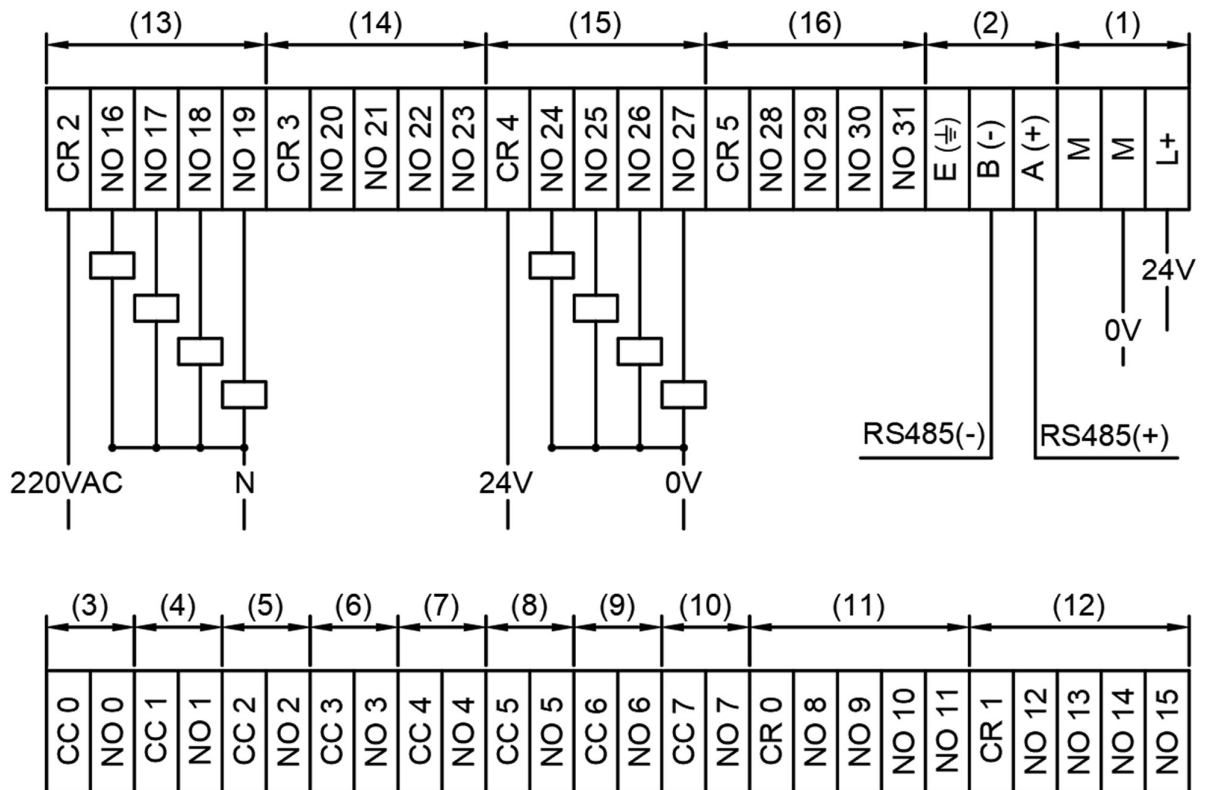 (13) (14) (15) (16) (2) (1)
CR 2 NO 16 NO 17 NO 18 NO 19 CR 3 NO 20 NO 21 NO 22 NO 23 CR 4 NO 24 NO 25 NO 26 NO 27 CR 5 NO 28 NO 29 NO 30 NO 31 E (⏚) B (-) A (+) M M L+
24V
0V
RS485(-) RS485(+)
220VAC N 24V 0V
(3) (4) (5) (6) (7) (8) (9) (10) (11) (12)
CC 0 NO 0 CC 1 NO 1 CC 2 NO 2 CC 3 NO 3 CC 4 NO 4 CC 5 NO 5 CC 6 NO 6 CC 7 NO 7 CR 0 NO 8 NO 9 NO 10 NO 11 CR 1 NO 12 NO 13 NO 14 NO 15